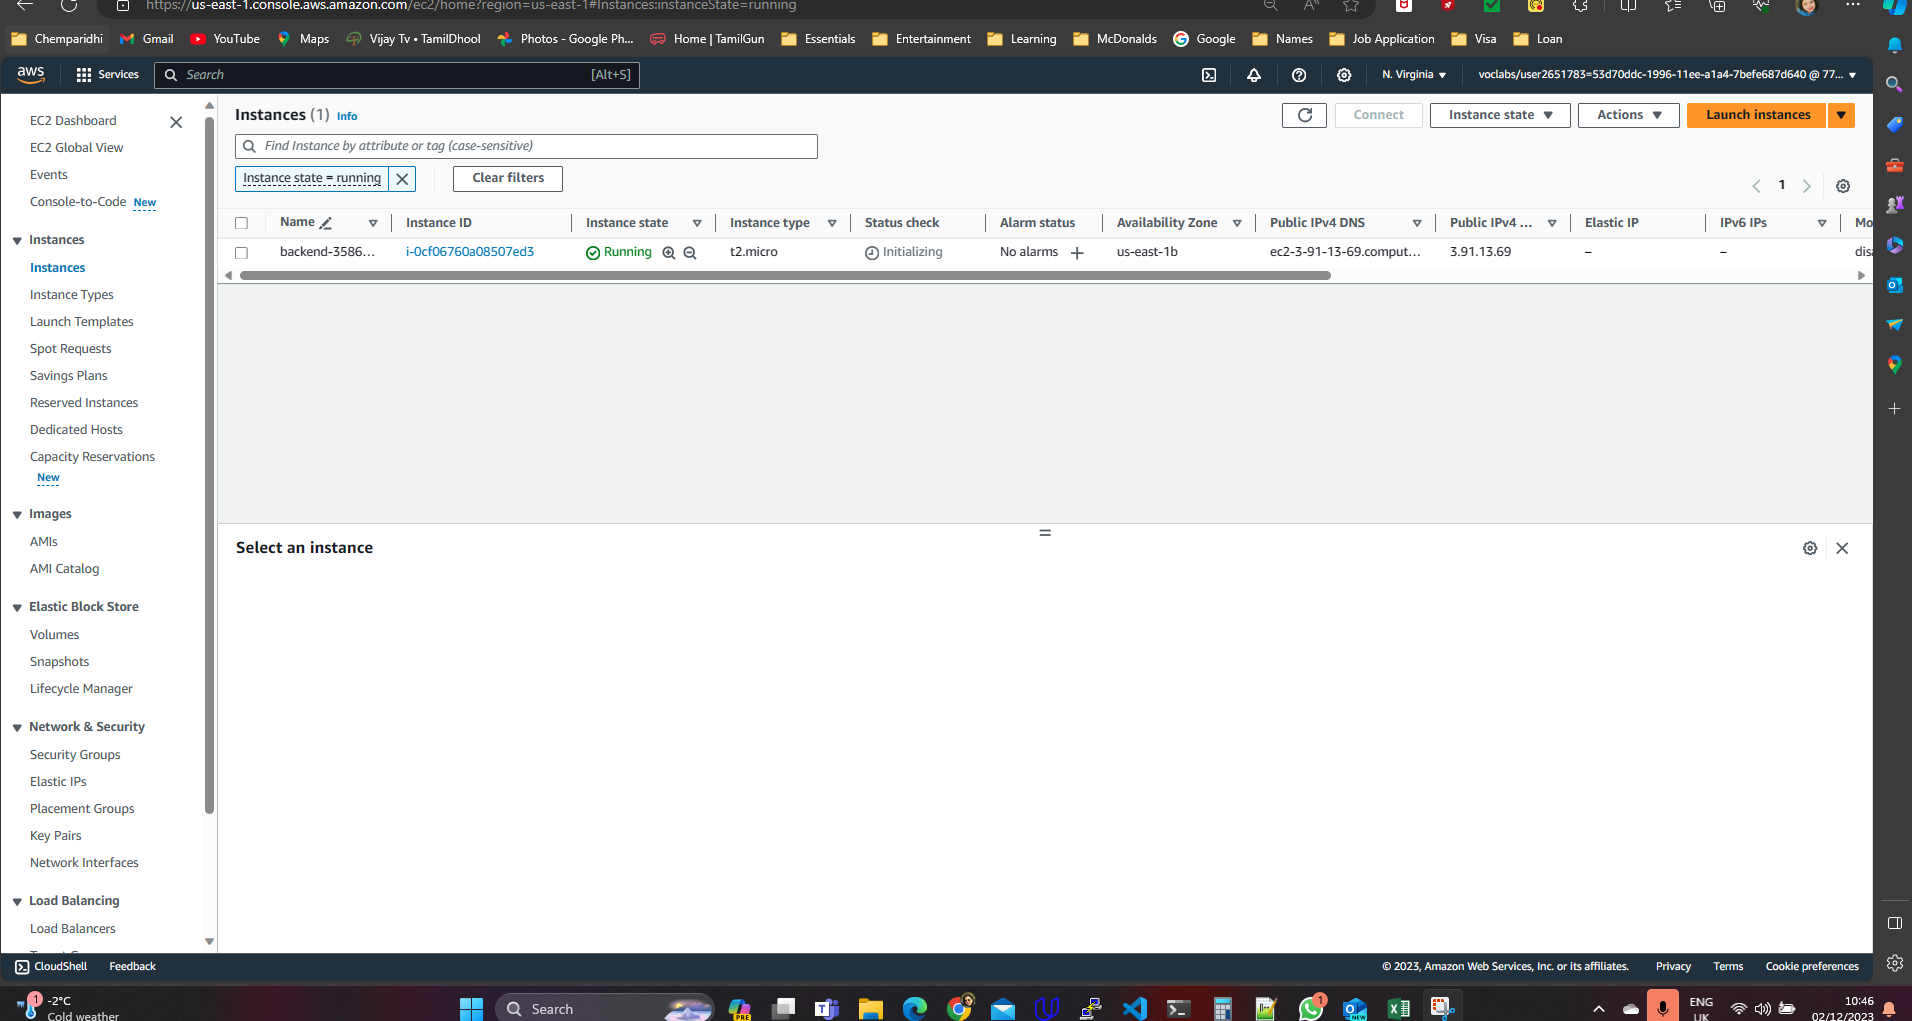 https://us-east-1.console.aws.amazon.com/ec2/home?region=us-east-1#Instances:instanceState=running
Chemparidhi Gmail YouTube Maps Vijay Tv • TamilDhool Photos - Google Ph... Home | TamilGun Essentials Entertainment Learning McDonalds Google Names Job Application Visa Loan
aws Services Search [Alt+S] N. Virginia voclabs/user2651783=53d70ddc-1996-11ee-a1a4-7befe687d640 @ 77...
EC2 Dashboard
EC2 Global View
Events
Console-to-Code New
Instances
Instances
Instance Types
Launch Templates
Spot Requests
Savings Plans
Reserved Instances
Dedicated Hosts
Capacity Reservations
New
Images
AMIs
AMI Catalog
Elastic Block Store
Volumes
Snapshots
Lifecycle Manager
Network & Security
Security Groups
Elastic IPs
Placement Groups
Key Pairs
Network Interfaces
Load Balancing
Load Balancers
Instances (1) Info Connect Instance state Actions Launch instances
Find Instance by attribute or tag (case-sensitive)
Instance state = running Clear filters
1
Name Instance ID Instance state Instance type Status check Alarm status Availability Zone Public IPv4 DNS Public IPv4 ... Elastic IP IPv6 IPs Mo
backend-3586... i-0cf06760a08507ed3 Running t2.micro Initializing No alarms us-east-1b ec2-3-91-13-69.comput... 3.91.13.69 – – disa
Select an instance
CloudShell Feedback © 2023, Amazon Web Services, Inc. or its affiliates. Privacy Terms Cookie preferences
1 -2°C
Cold weather
Search
PRE
1
NEW
ENG
UK
10:46
02/12/2023